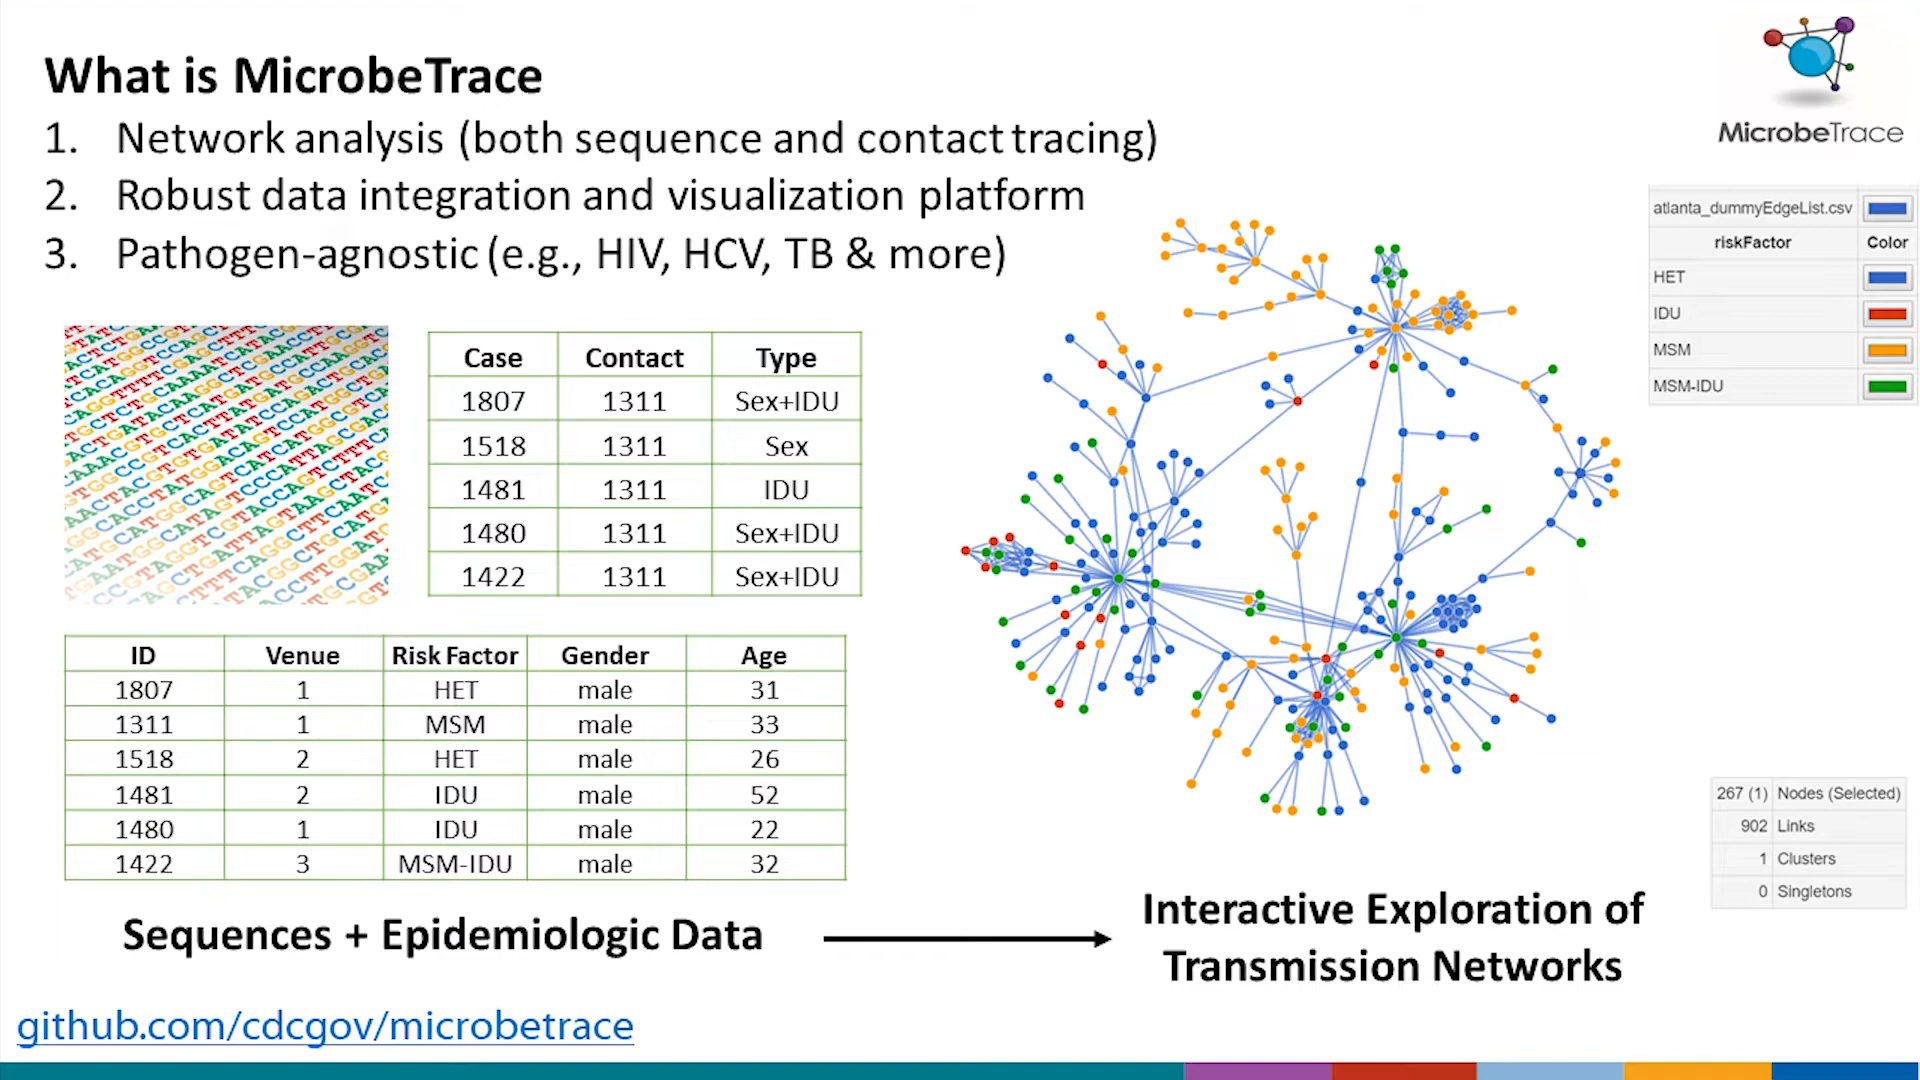 What is MicrobeTrace
1. Network analysis (both sequence and contact tracing)
2. Robust data integration and visualization platform
3. Pathogen-agnostic (e.g., HIV, HCV, TB & more)
MicrobeTrace
atlanta_dummyEdgeList.csv
riskFactor Color
HET
IDU
MSM
MSM-IDU
Case Contact Type
1807 1311 Sex+IDU
1518 1311 Sex
1481 1311 IDU
1480 1311 Sex+IDU
1422 1311 Sex+IDU
ID Venue Risk Factor Gender Age
1807 1 HET male 31
1311 1 MSM male 33
1518 2 HET male 26
1481 2 IDU male 52
1480 1 IDU male 22
1422 3 MSM-IDU male 32
267 (1) Nodes (Selected)
902 Links
1 Clusters
0 Singletons
Sequences + Epidemiologic Data
Interactive Exploration of
Transmission Networks
github.com/cdcgov/microbetrace